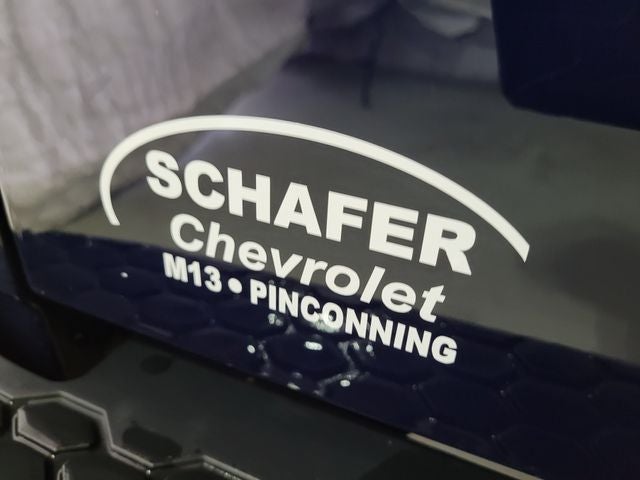 SCHAFER
Chevrolet
M13 • PINCONNING